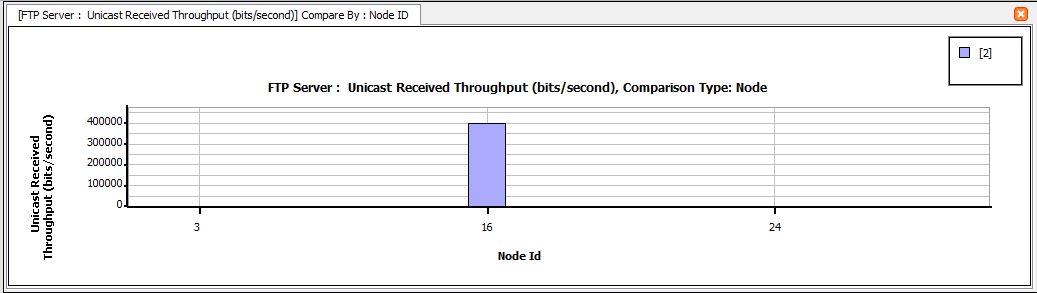 [FTP Server :  Unicast Received Throughput (bits/second)] Compare By : Node ID
[2]
FTP Server :  Unicast Received Throughput (bits/second), Comparison Type: Node
Unicast Received
Throughput (bits/second)
400000
300000
200000
100000
0
3
16
24
Node Id